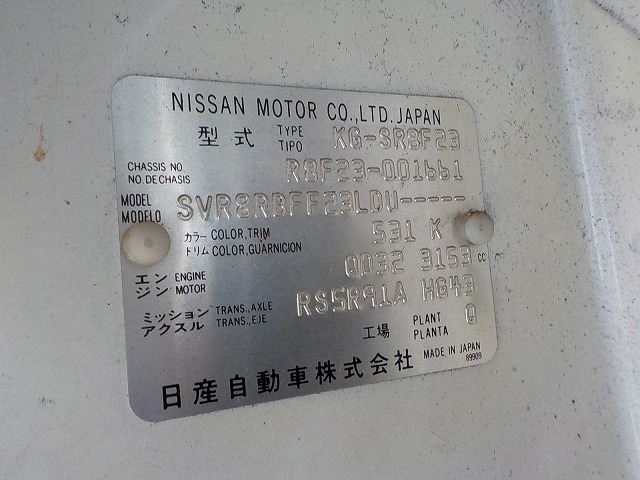 NISSAN MOTOR CO.,LTD. JAPAN
型式 TYPE TIPO KG-SR8F23
CHASSIS NO. NO. DE CHASIS R8F23-001661
MODEL MODELO SVR8RBFF23LDU-----
カラー COLOR,TRIM トリム COLOR,GUARNICION 531 K
エンジン ENGINE MOTOR QD32 3153 cc
ミッション TRANS.,AXLE アクスル TRANS.,EJE RS5R91A HG43
工場 PLANT PLANTA 0
日産自動車株式会社 MADE IN JAPAN
89909